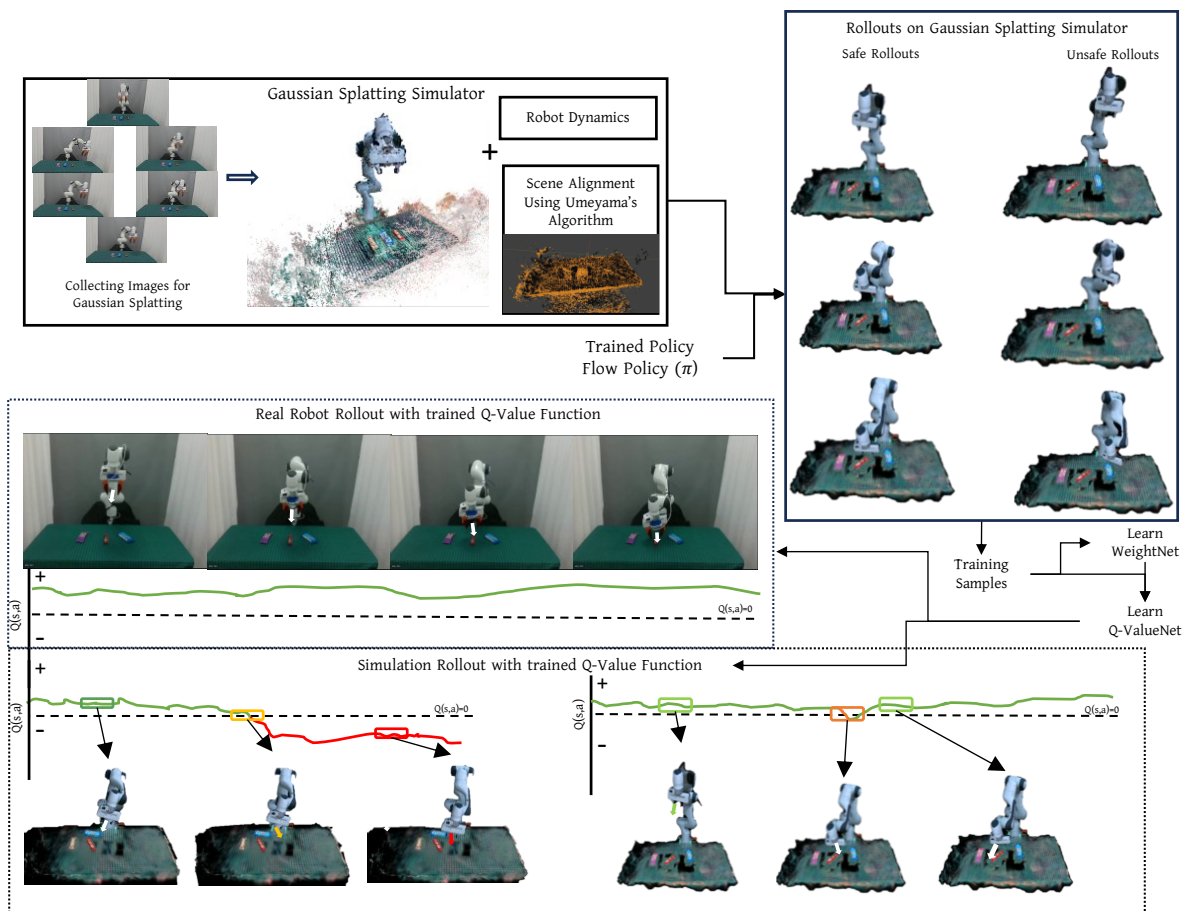 Rollouts on Gaussian Splatting Simulator
Safe Rollouts
Unsafe Rollouts
Gaussian Splatting Simulator
+
Robot Dynamics
Scene Alignment
Using Umeyama's
Algorithm
Collecting Images for
Gaussian Splatting
Trained Policy
Flow Policy (π)
Real Robot Rollout with trained Q-Value Function
+
Q(s,a)
Q(s,a)=0
-
Training
Samples
Learn
WeightNet
Learn
Q-ValueNet
Simulation Rollout with trained Q-Value Function
+
Q(s,a)
Q(s,a)=0
-
+
Q(s,a)
Q(s,a)=0
-